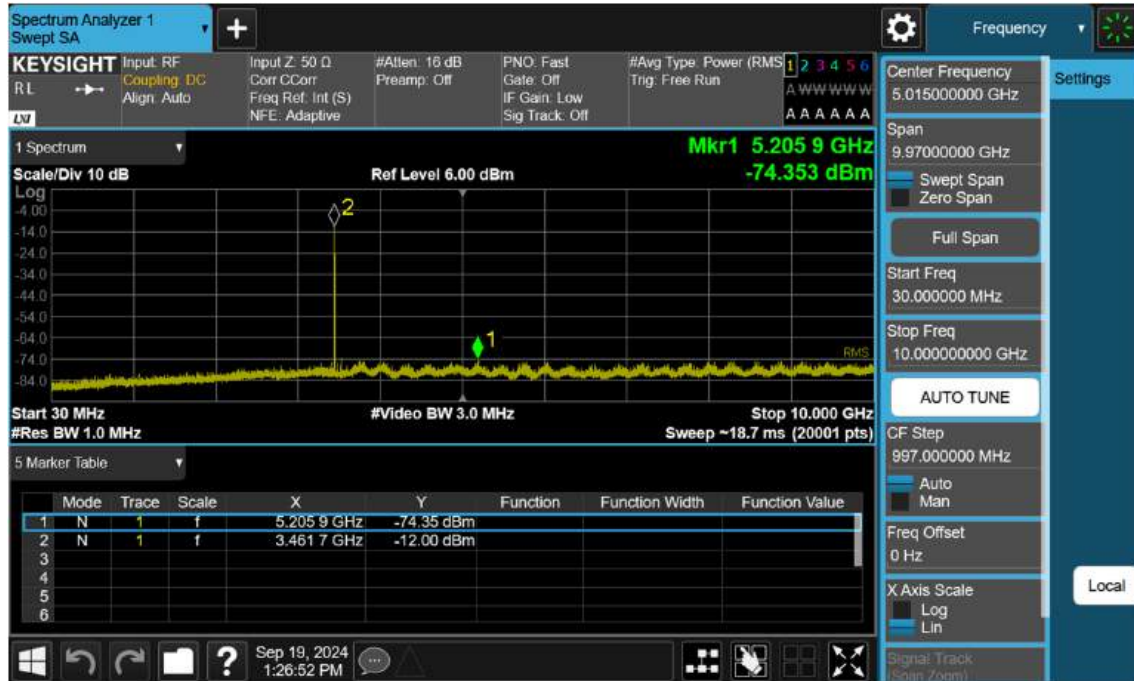 Spectrum Analyzer 1
Swept SA
Frequency
KEYSIGHT
RL
LXI
Input: RF
Coupling: DC
Align: Auto
Input Z: 50 Ω
Corr CCorr
Freq Ref: Int (S)
NFE: Adaptive
#Atten: 16 dB
Preamp: Off
PNO: Fast
Gate: Off
IF Gain: Low
Sig Track: Off
#Avg Type: Power (RMS
Trig: Free Run
1 2 3 4 5 6
A W W W W W
A A A A A A
1 Spectrum
Mkr1 5.205 9 GHz
-74.353 dBm
Scale/Div 10 dB
Ref Level 6.00 dBm
Log
-4.00
-14.0
-24.0
-34.0
-44.0
-54.0
-64.0
-74.0
-84.0
2
1
RMS
Start 30 MHz
#Video BW 3.0 MHz
Stop 10.000 GHz
#Res BW 1.0 MHz
Sweep ~18.7 ms (20001 pts)
5 Marker Table
Mode Trace Scale X Y Function Function Width Function Value
1 N 1 f 5.205 9 GHz -74.35 dBm
2 N 1 f 3.461 7 GHz -12.00 dBm
3
4
5
6
Sep 19, 2024
1:26:52 PM
Center Frequency
5.015000000 GHz
Settings
Span
9.97000000 GHz
Swept Span
Zero Span
Full Span
Start Freq
30.000000 MHz
Stop Freq
10.000000000 GHz
AUTO TUNE
CF Step
997.000000 MHz
Auto
Man
Freq Offset
0 Hz
X Axis Scale
Log
Lin
Local
Signal Track
(Span Zoom)